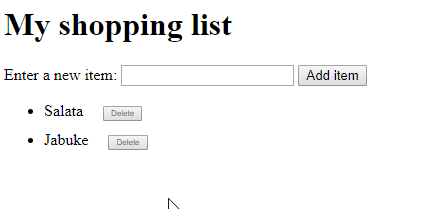 My shopping list
Enter a new item: Add item
Salata Delete
Jabuke Delete